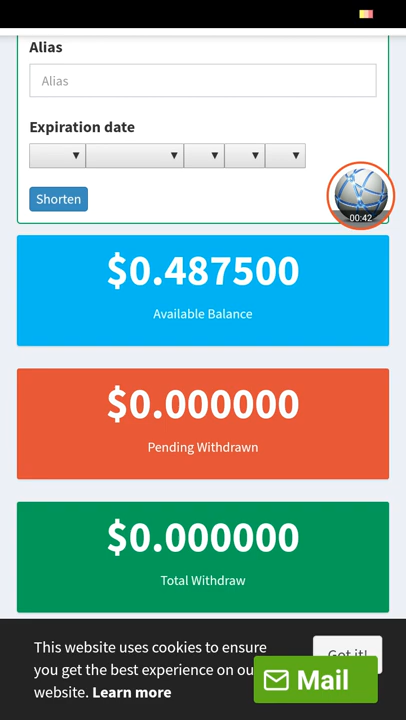 Alias
Alias
Expiration date
Shorten
00:42
$0.487500
Available Balance
$0.000000
Pending Withdrawn
$0.000000
Total Withdraw
This website uses cookies to ensure
you get the best experience on our
website. Learn more
Got it!
Mail